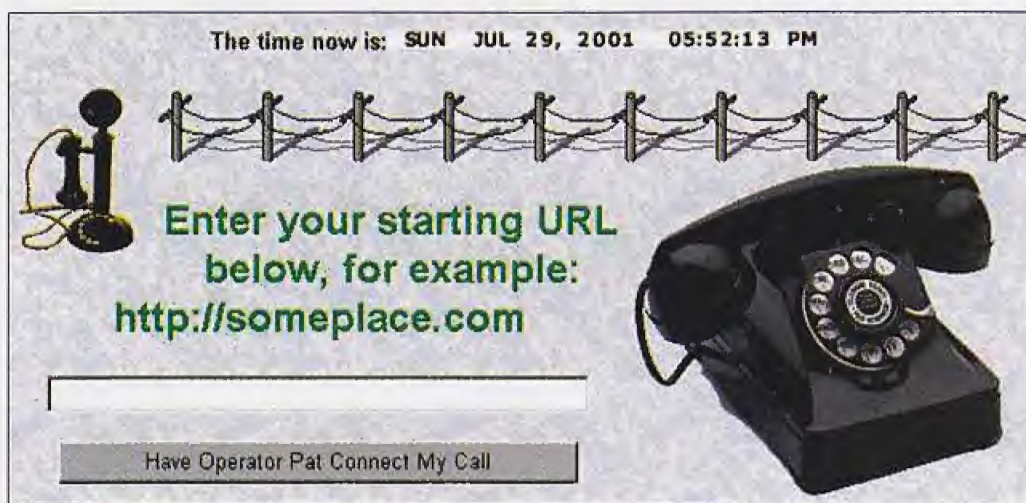 The time now is: SUN JUL 29, 2001 05:52:13 PM
Enter your starting URL
below, for example:
http://someplace.com
Have Operator Pat Connect My Call